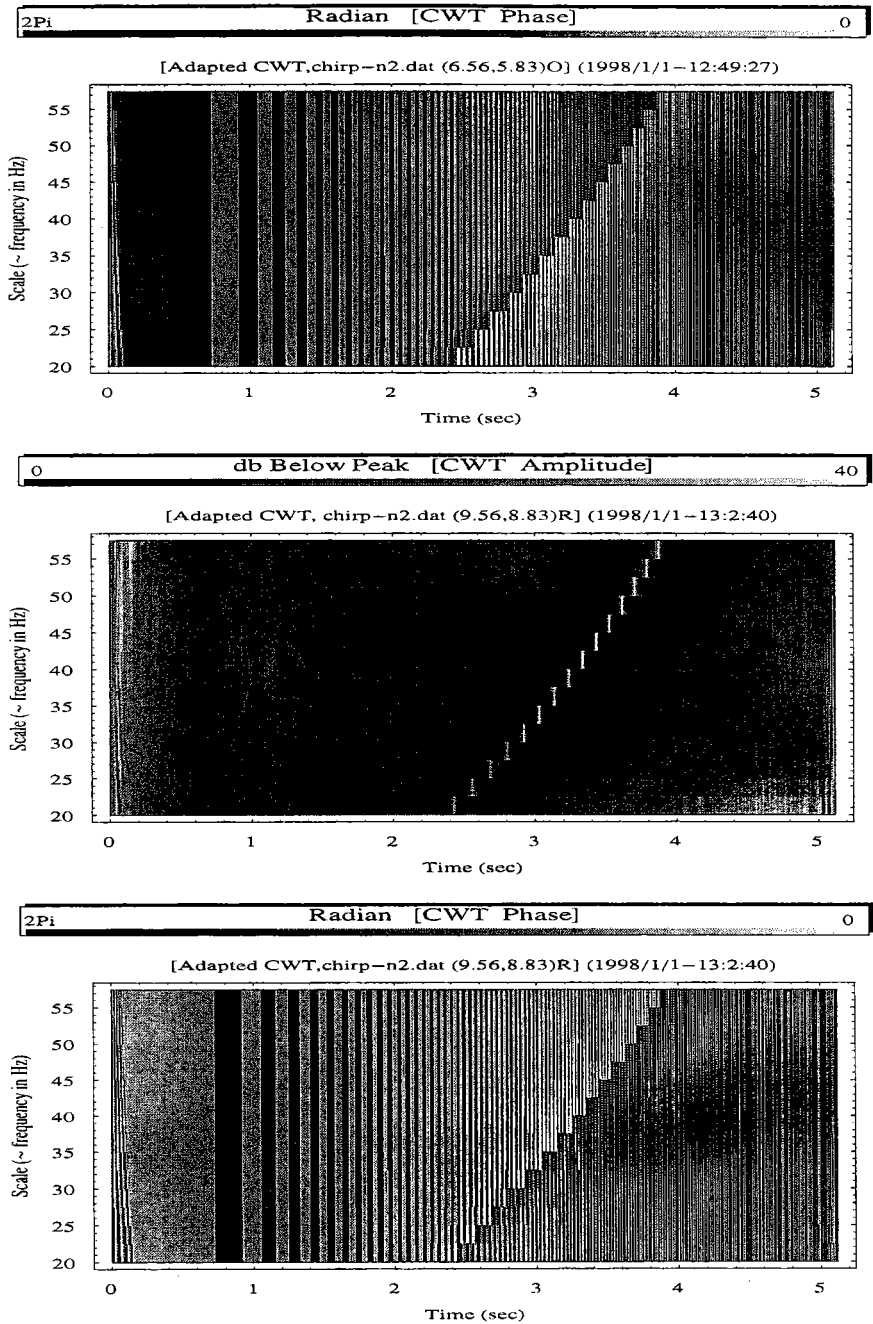 Radian [CWT Phase]
2Pi 0
[Adapted CWT,chirp−n2.dat (6.56,5.83)O] (1998/1/1−12:49:27)
Scale (~ frequency in Hz)
55
50
45
40
35
30
25
20
0 1 2 3 4 5
Time (sec)
db Below Peak [CWT Amplitude]
0 40
[Adapted CWT, chirp−n2.dat (9.56,8.83)R] (1998/1/1−13:2:40)
Scale (~ frequency in Hz)
55
50
45
40
35
30
25
20
0 1 2 3 4 5
Time (sec)
Radian [CWT Phase]
2Pi 0
[Adapted CWT,chirp−n2.dat (9.56,8.83)R] (1998/1/1−13:2:40)
Scale (~ frequency in Hz)
55
50
45
40
35
30
25
20
0 1 2 3 4 5
Time (sec)